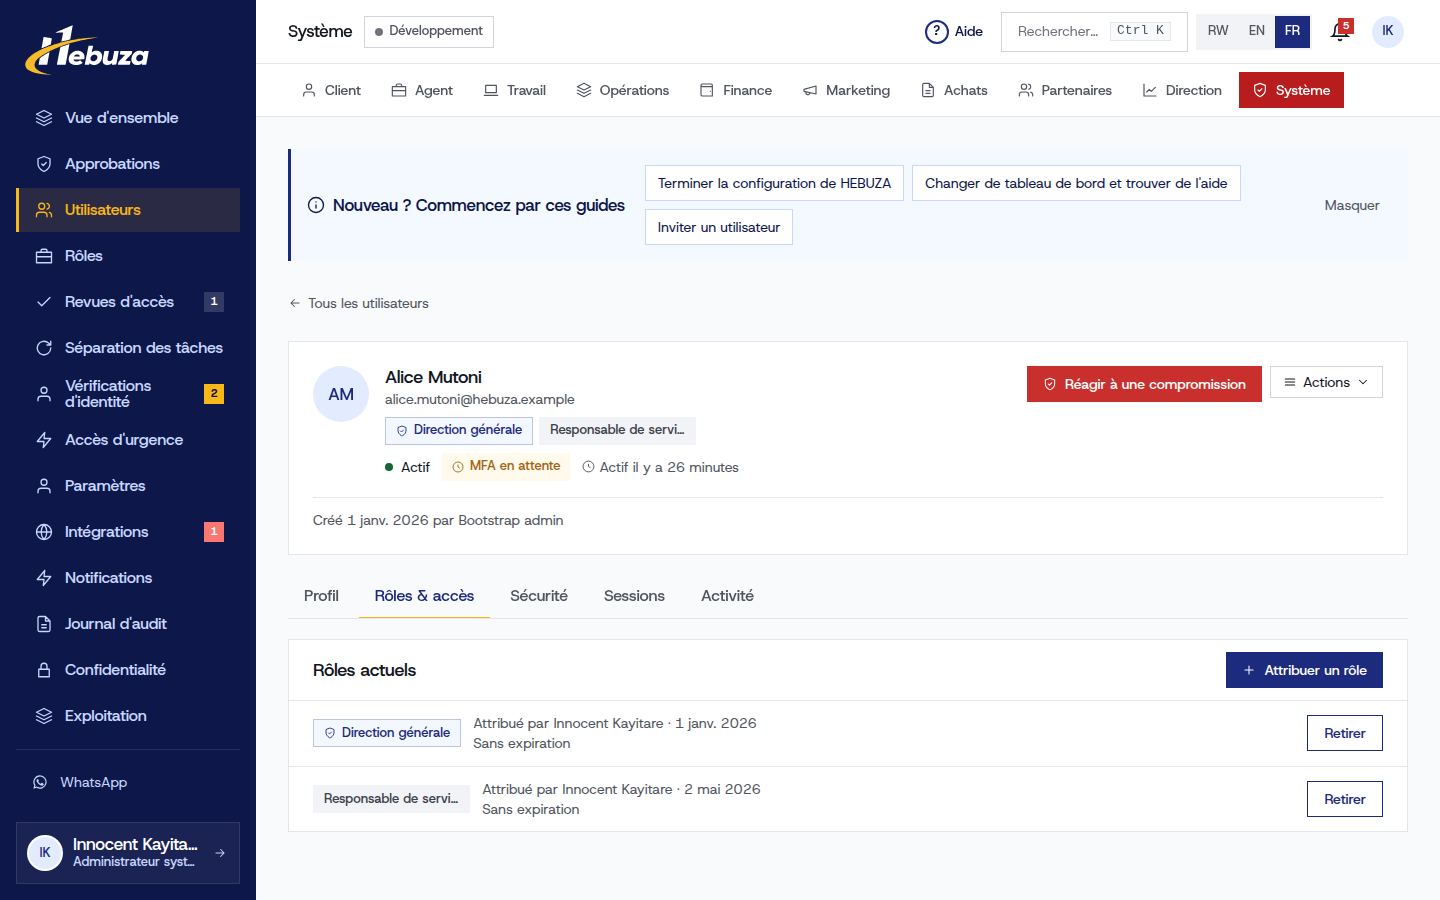 Hebuza
Système
Développement
? Aide
Rechercher…
Ctrl K
RW
EN
FR
5
IK
Client
Agent
Travail
Opérations
Finance
Marketing
Achats
Partenaires
Direction
Système
Vue d'ensemble
Approbations
Utilisateurs
Rôles
Revues d'accès
1
Séparation des tâches
Vérifications
d'identité
2
Accès d'urgence
Paramètres
Intégrations
1
Notifications
Journal d'audit
Confidentialité
Exploitation
WhatsApp
IK
Innocent Kayita…
Administrateur syst…
Nouveau ? Commencez par ces guides
Terminer la configuration de HEBUZA
Changer de tableau de bord et trouver de l'aide
Inviter un utilisateur
Masquer
Tous les utilisateurs
AM
Alice Mutoni
alice.mutoni@hebuza.example
Direction générale
Responsable de servi…
Actif
MFA en attente
Actif il y a 26 minutes
Réagir à une compromission
Actions
Créé 1 janv. 2026 par Bootstrap admin
Profil
Rôles & accès
Sécurité
Sessions
Activité
Rôles actuels
Attribuer un rôle
Direction générale
Attribué par Innocent Kayitare · 1 janv. 2026
Sans expiration
Retirer
Responsable de servi…
Attribué par Innocent Kayitare · 2 mai 2026
Sans expiration
Retirer